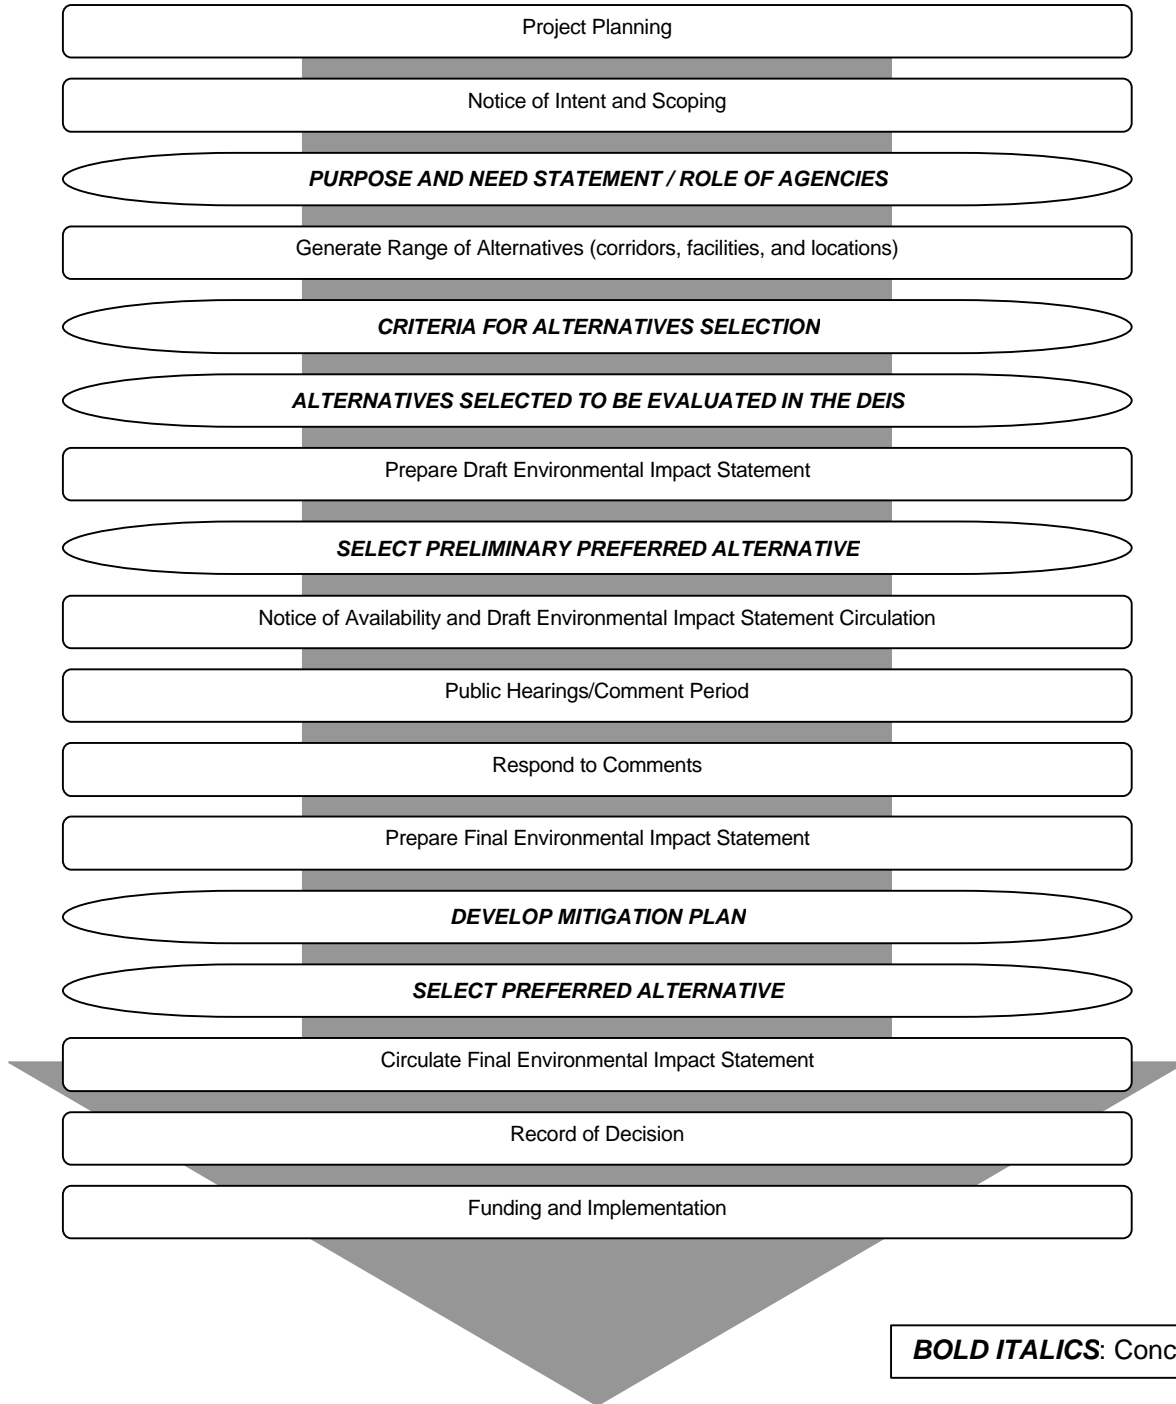 Project Planning
Notice of Intent and Scoping
PURPOSE AND NEED STATEMENT / ROLE OF AGENCIES
Generate Range of Alternatives (corridors, facilities, and locations)
CRITERIA FOR ALTERNATIVES SELECTION
ALTERNATIVES SELECTED TO BE EVALUATED IN THE DEIS
Prepare Draft Environmental Impact Statement
SELECT PRELIMINARY PREFERRED ALTERNATIVE
Notice of Availability and Draft Environmental Impact Statement Circulation
Public Hearings/Comment Period
Respond to Comments
Prepare Final Environmental Impact Statement
DEVELOP MITIGATION PLAN
SELECT PREFERRED ALTERNATIVE
Circulate Final Environmental Impact Statement
Record of Decision
Funding and Implementation
BOLD ITALICS: Conc